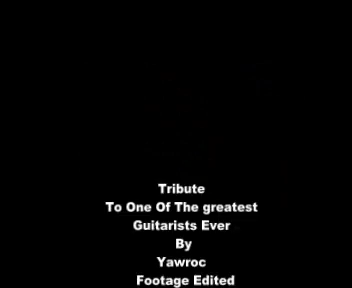 Tribute
To One Of The greatest
Guitarists Ever
By
Yawroc
Footage Edited